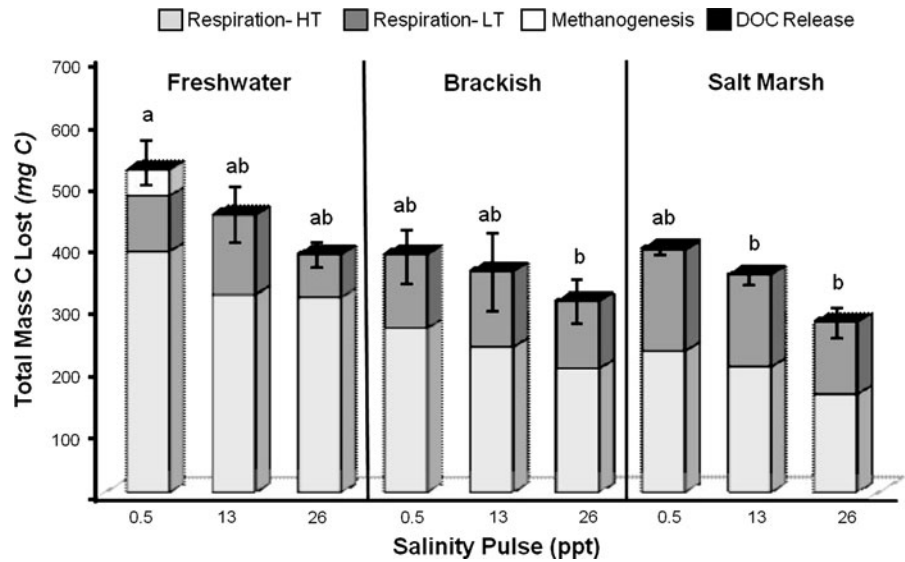 Respiration- HT Respiration- LT Methanogenesis DOC Release
Freshwater Brackish Salt Marsh
700
600
500
400
300
200
100
0
a ab ab ab ab b ab b b
0.5 13 26 0.5 13 26 0.5 13 26
Salinity Pulse (ppt)
Total Mass C Lost (mg C)